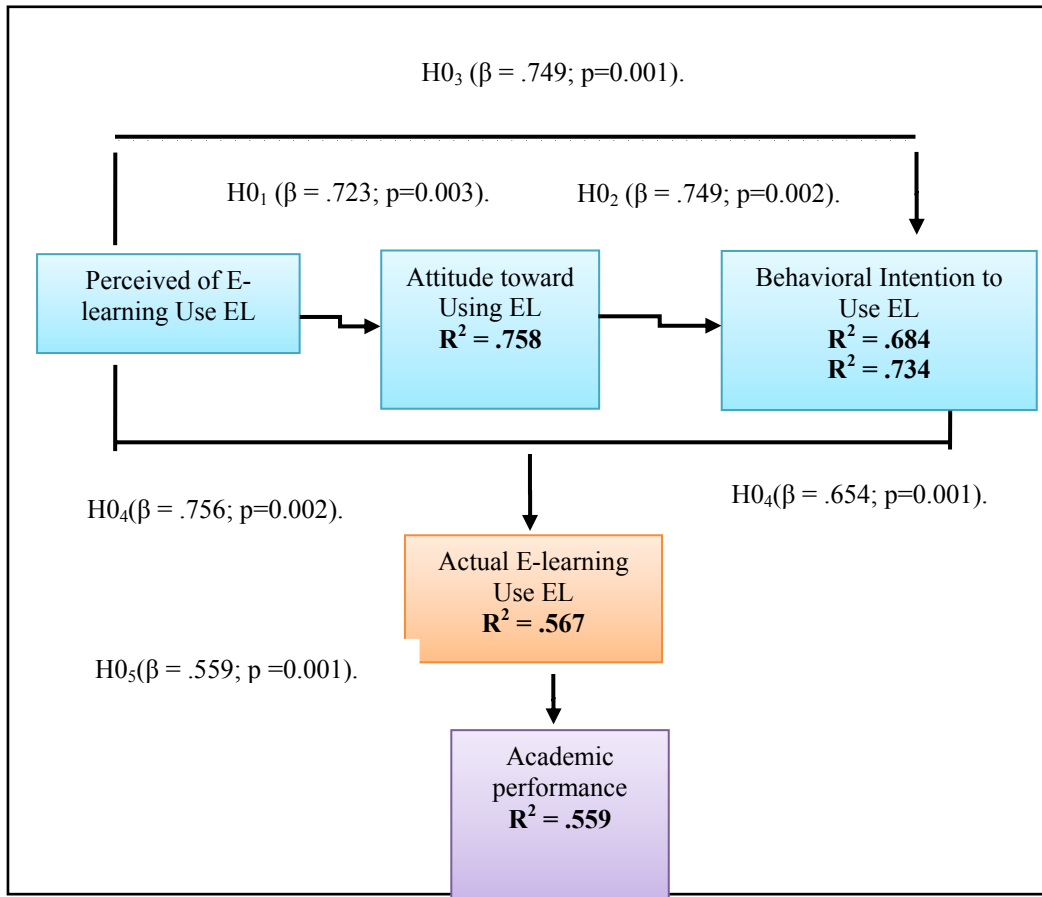 H0₃ (β = .749; p=0.001).
H0₁ (β = .723; p=0.003).
H0₂ (β = .749; p=0.002).
Perceived of E-
learning Use EL
Attitude toward
Using EL
R² = .758
Behavioral Intention to
Use EL
R² = .684
R² = .734
H0₄(β = .756; p=0.002).
H0₄(β = .654; p=0.001).
Actual E-learning
Use EL
R² = .567
H0₅(β = .559; p =0.001).
Academic
performance
R² = .559